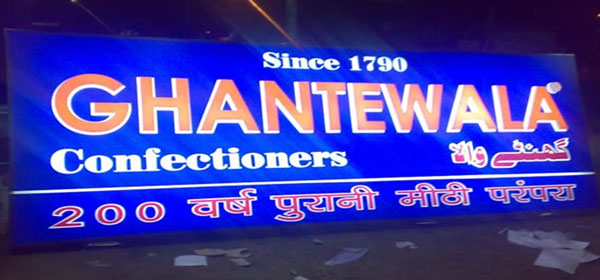 Since 1790
GHANTEWALA®
Confectioners گھنٹے والا
200 वर्ष पुरानी मीठी परंपरा